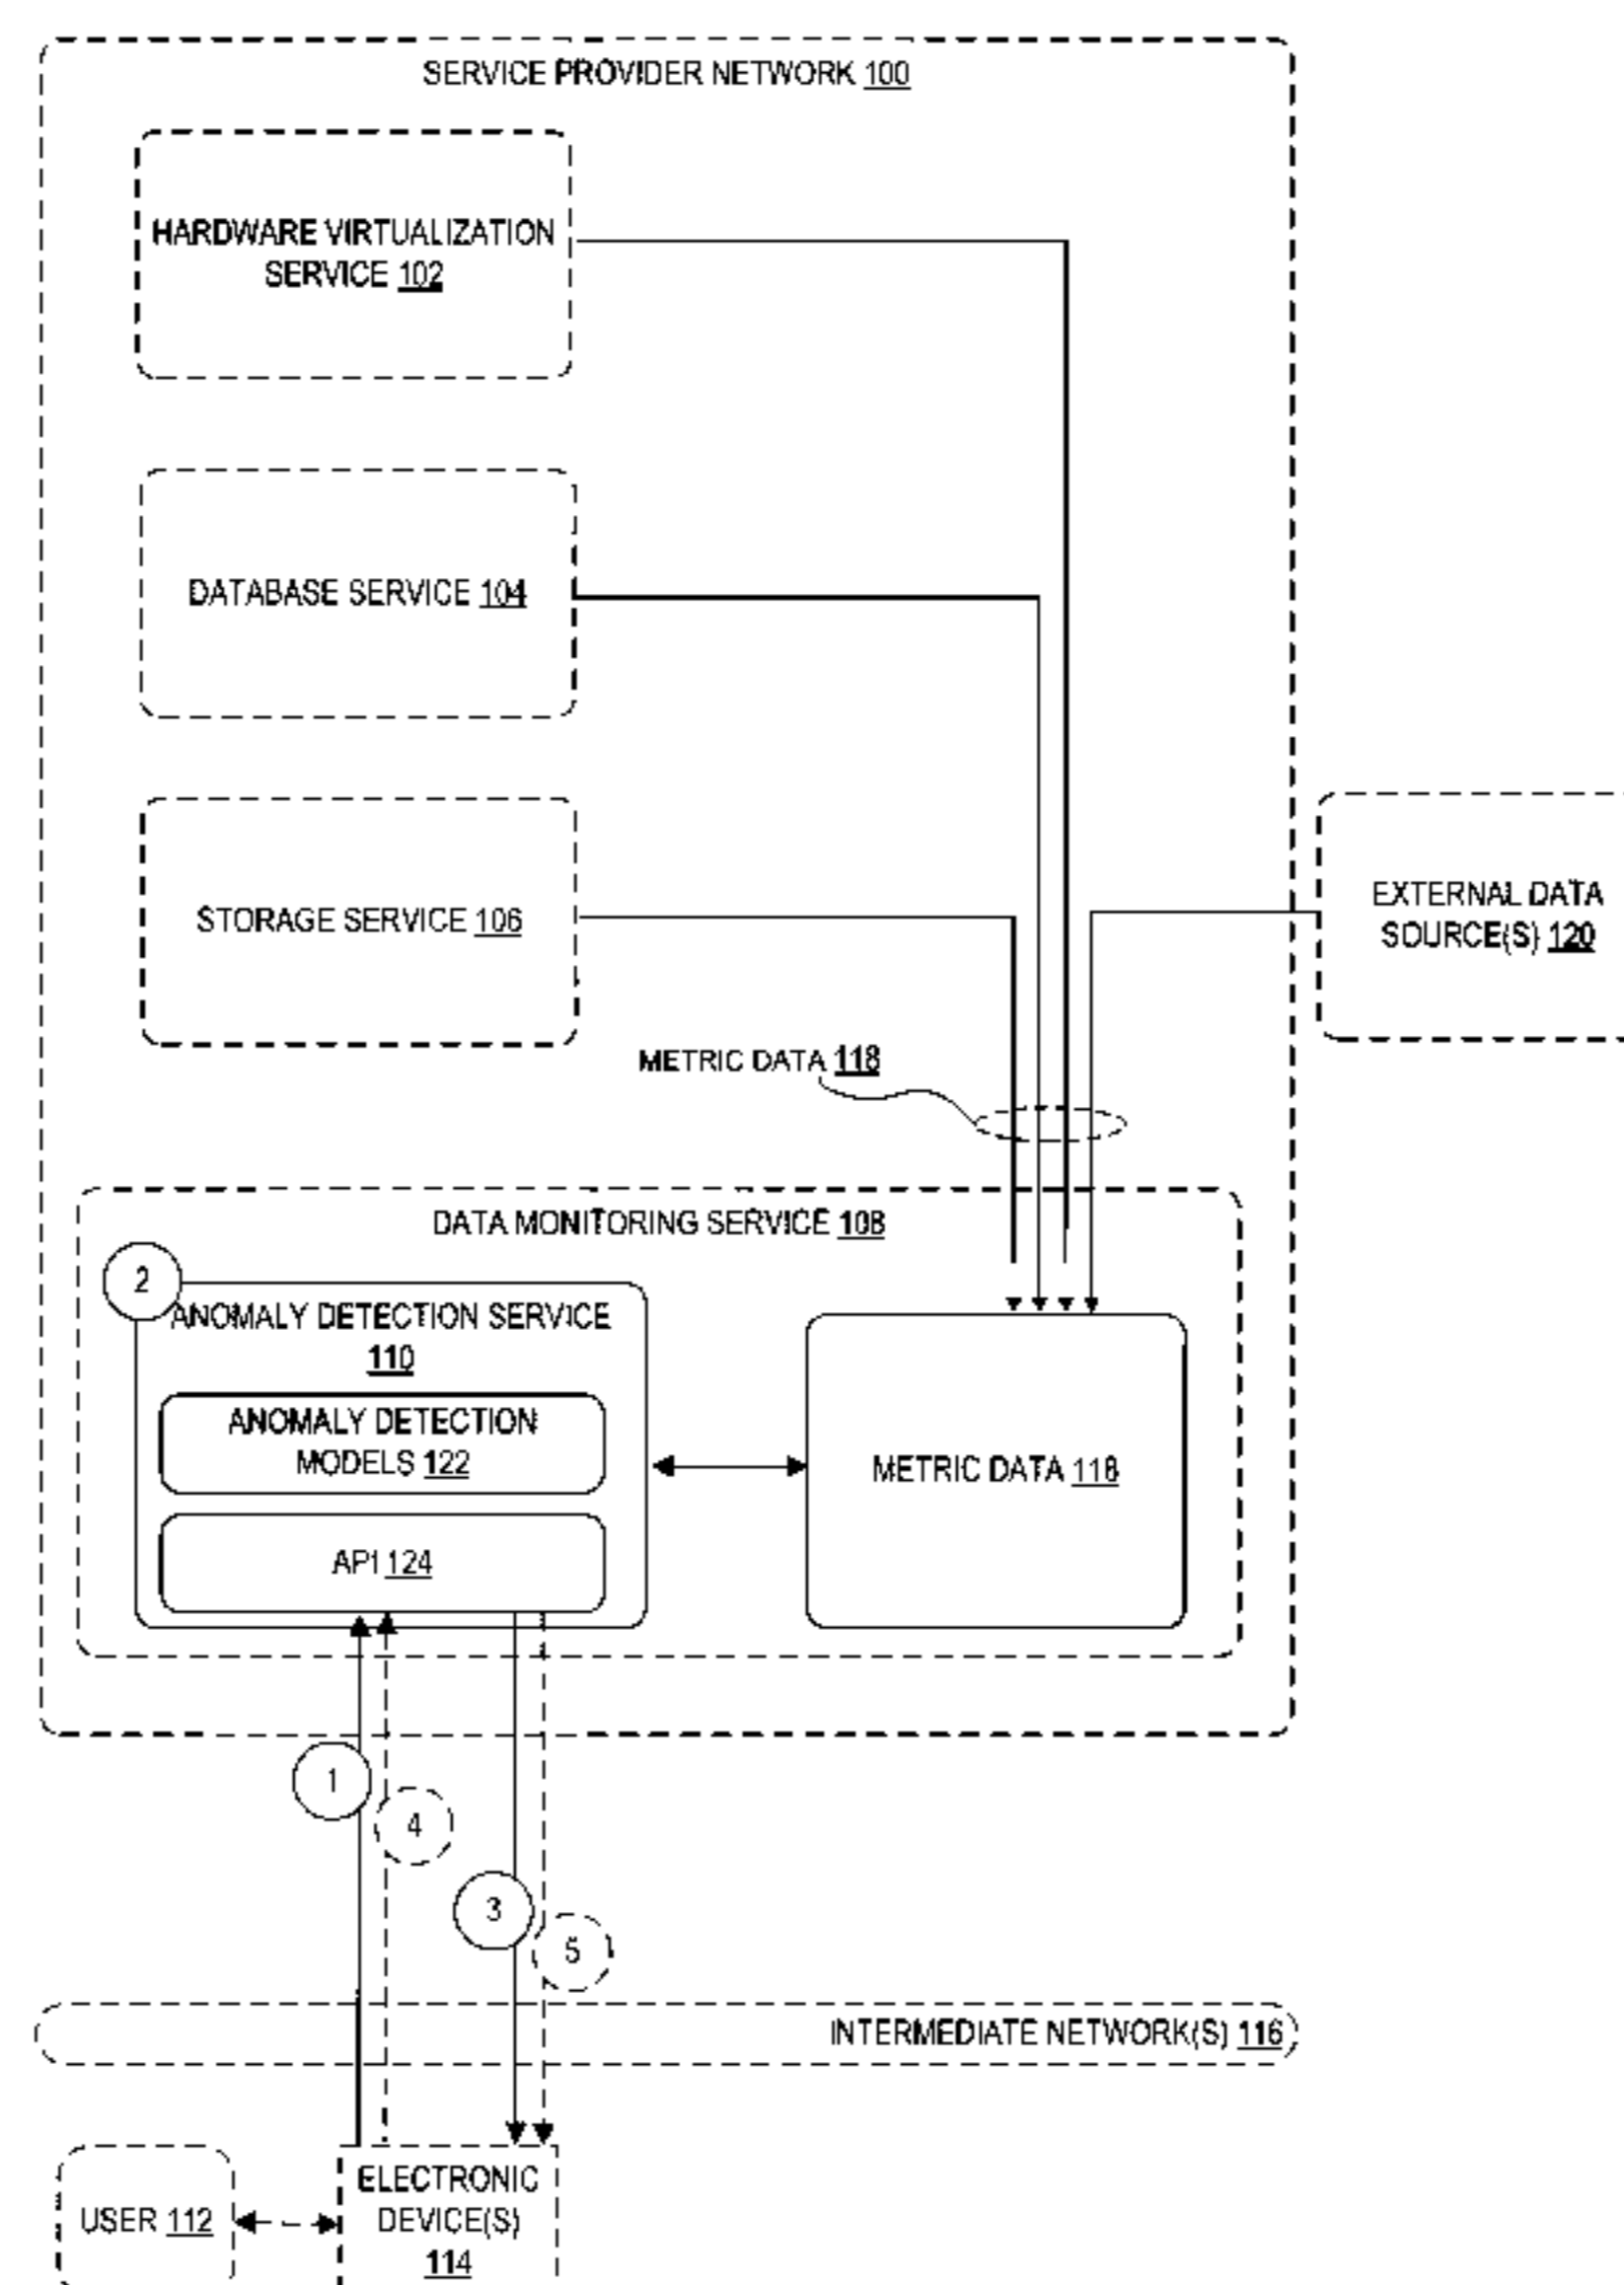 SERVICE PROVIDER NETWORK 100
HARDWARE VIRTUALIZATION
SERVICE 102
DATABASE SERVICE 104
STORAGE SERVICE 106
EXTERNAL DATA
SOURCE(S) 120
METRIC DATA 118
DATA MONITORING SERVICE 108
2
ANOMALY DETECTION SERVICE
110
ANOMALY DETECTION
MODELS 122
METRIC DATA 118
API 124
1
4
3
5
INTERMEDIATE NETWORK(S) 116
ELECTRONIC
DEVICE(S)
114
USER 112